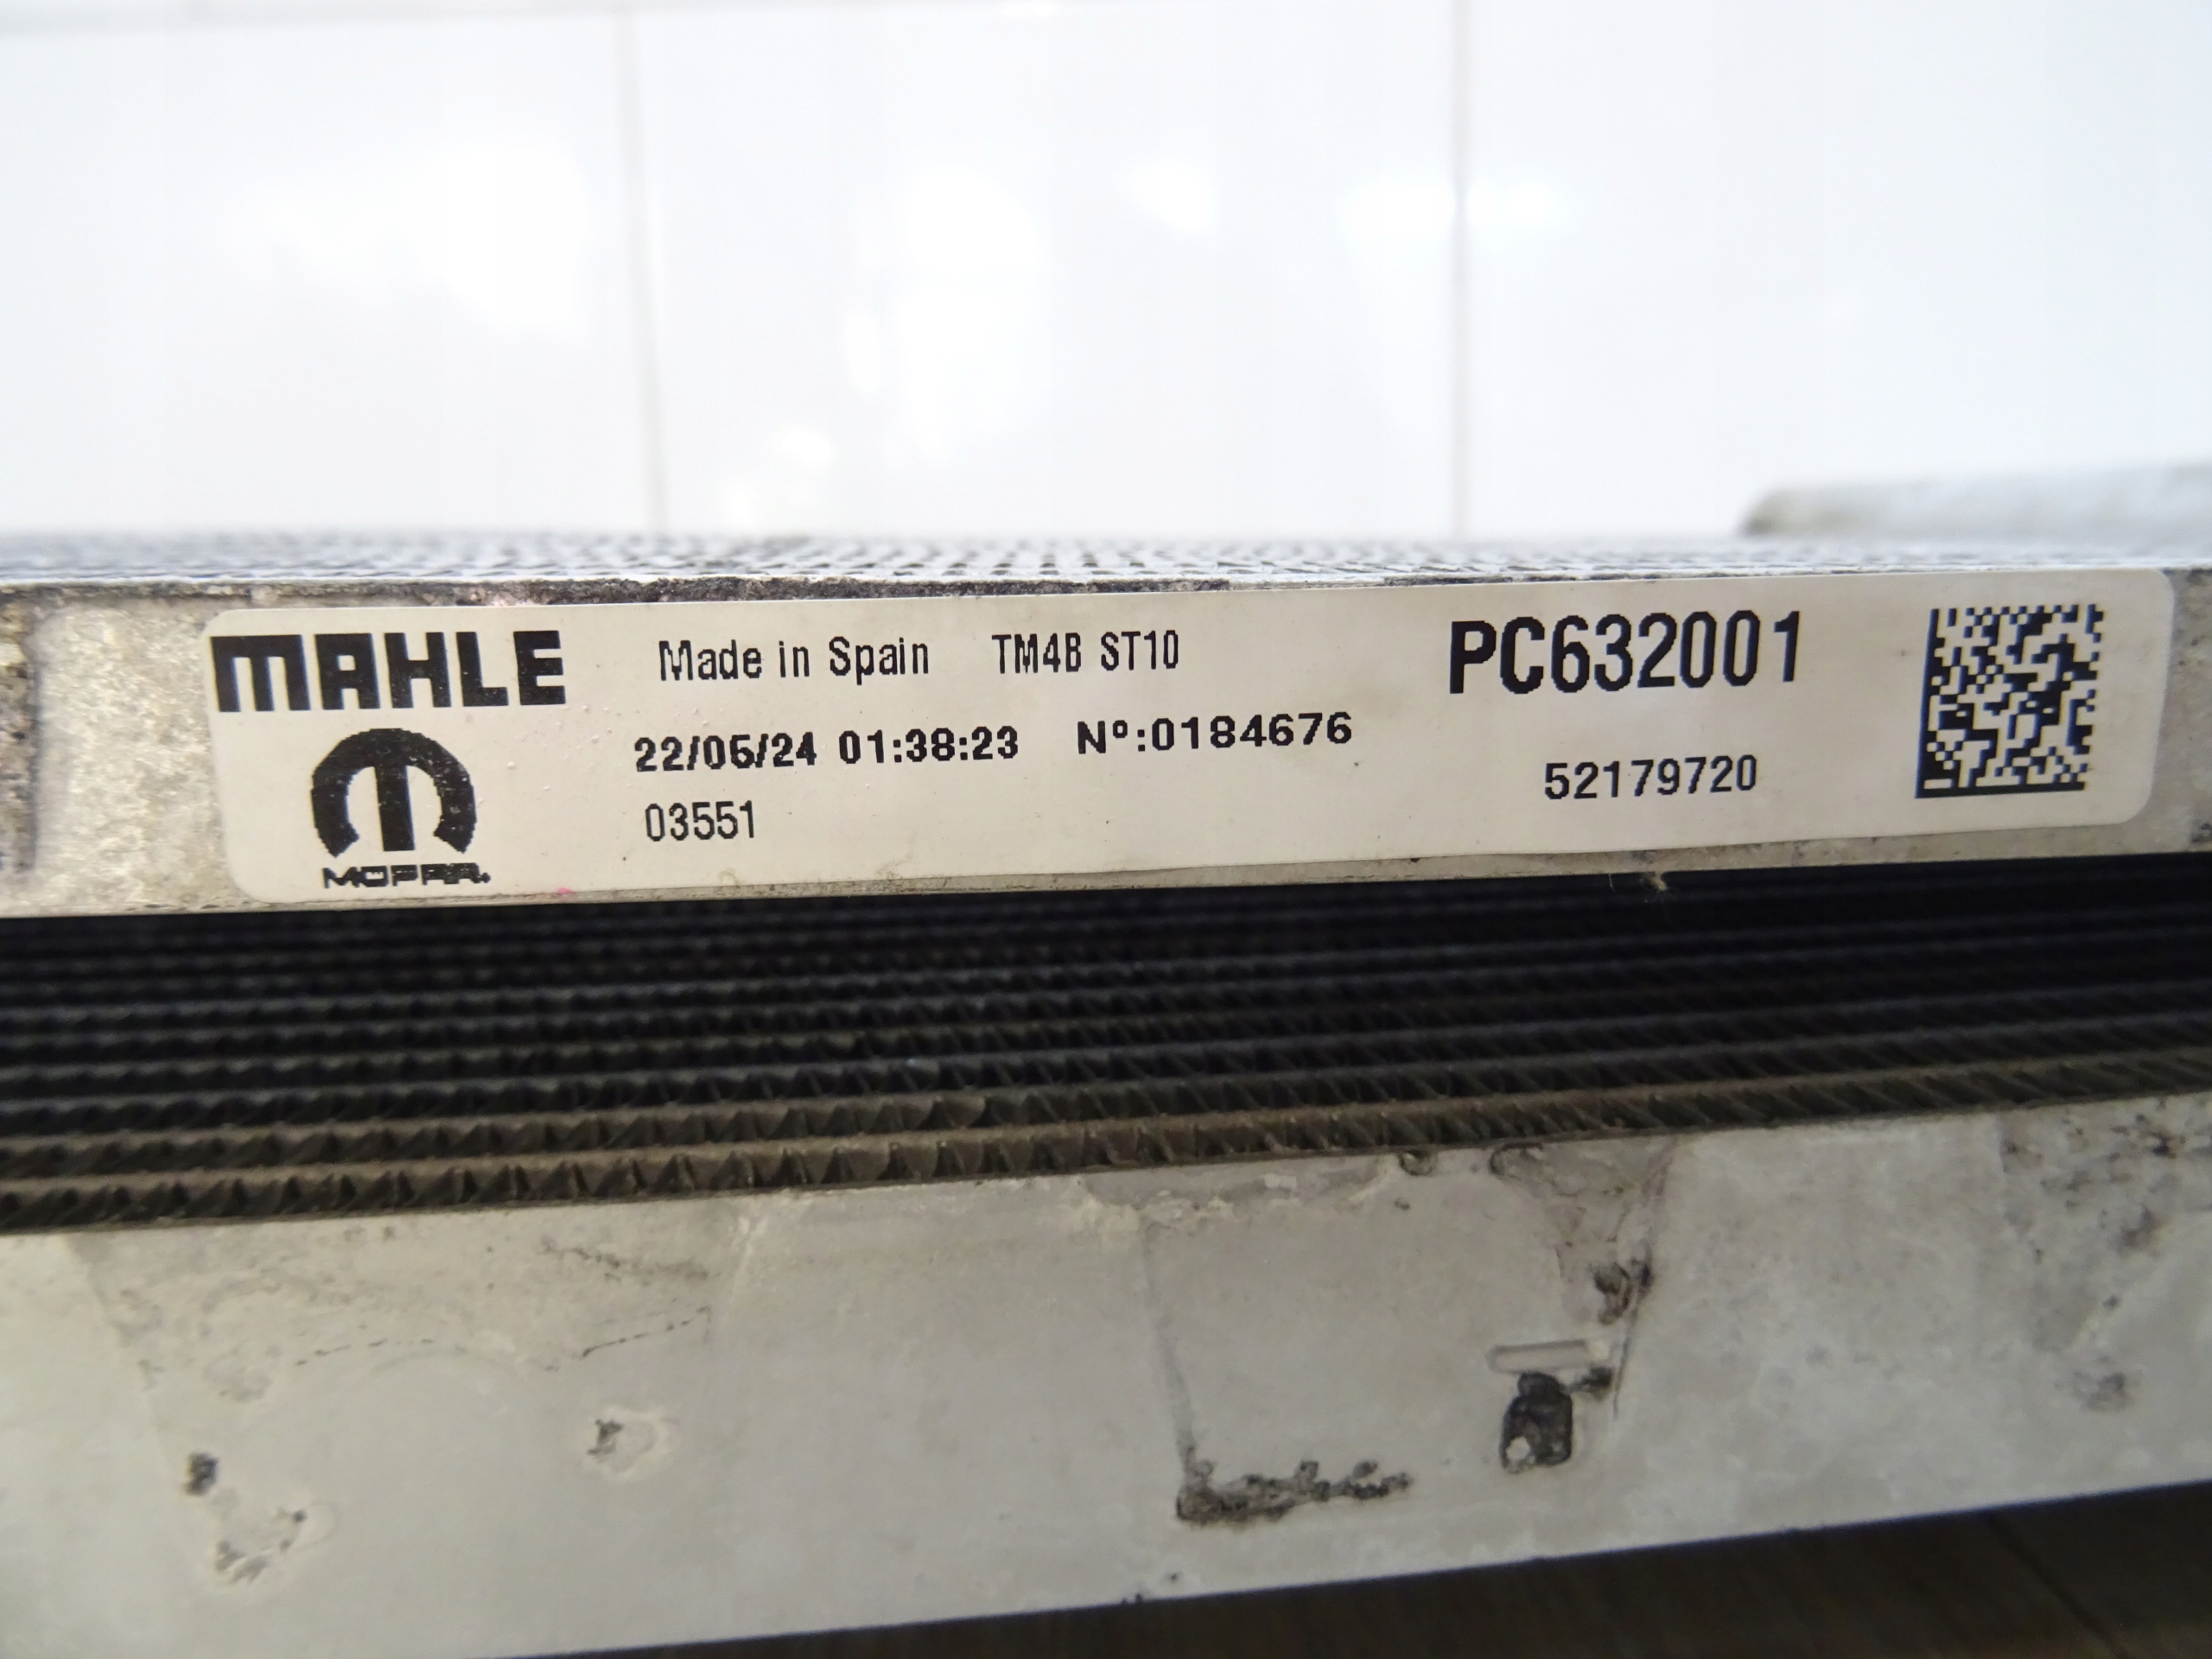 MAHLE Made in Spain TM4B ST10 PC632001
22/05/24 01:38:23 Nº:0184676
52179720
03551
MOPAR.